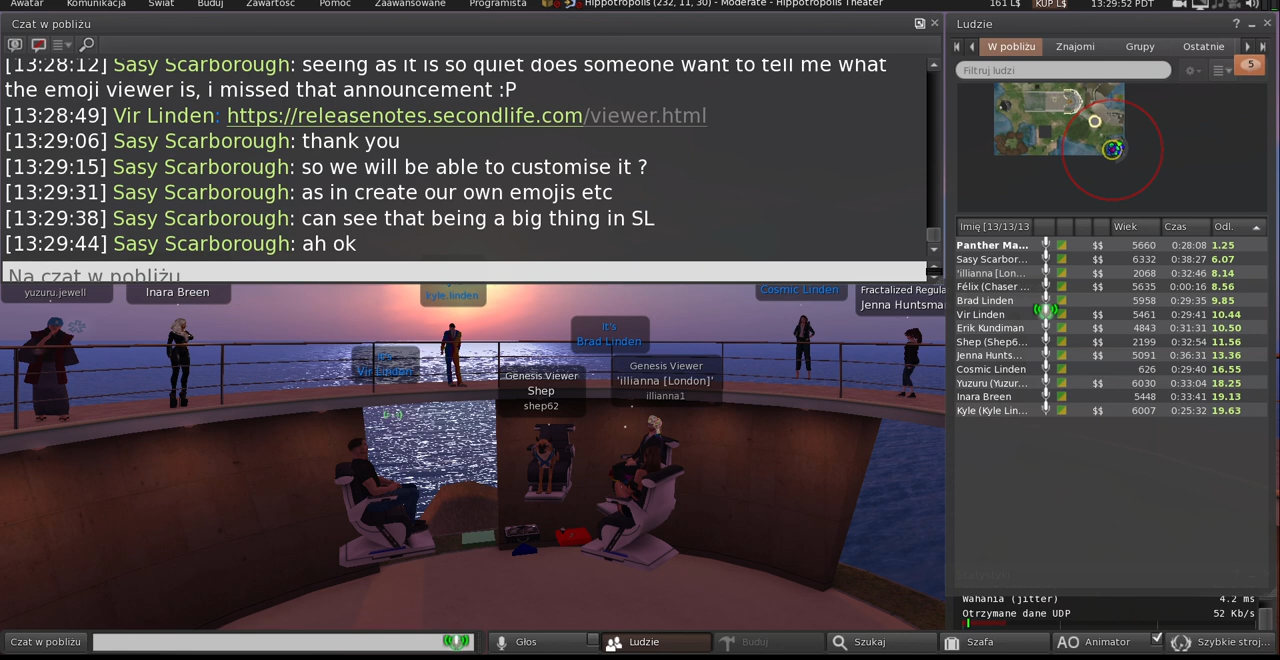 Awatar Komunikacja Świat Buduj Zawartość Pomoc Zaawansowane Programista Hippotropolis (232, 11, 30) - Moderate - Hippotropolis Theater 161 L$ KUP L$ 13:29:52 PDT
Czat w pobliżu
[13:28:12] Sasy Scarborough: seeing as it is so quiet does someone want to tell me what
the emoji viewer is, i missed that announcement :P
[13:28:49] Vir Linden: https://releasenotes.secondlife.com/viewer.html
[13:29:06] Sasy Scarborough: thank you
[13:29:15] Sasy Scarborough: so we will be able to customise it ?
[13:29:31] Sasy Scarborough: as in create our own emojis etc
[13:29:38] Sasy Scarborough: can see that being a big thing in SL
[13:29:44] Sasy Scarborough: ah ok
Na czat w pobliżu
yuzuru.jewell
Inara Breen
kyle.linden
Cosmic Linden
Fractalized Regula
Jenna Huntsma
It's
Brad Linden
Vir Linden
Genesis Viewer
Shep
shep62
Genesis Viewer
'illianna [London]'
illianna1
Ludzie
W pobliżu Znajomi Grupy Ostatnie
5
Filtruj ludzi
Imię [13/13/13 Wiek Czas Odl.
Panther Ma... $$ 5660 0:28:08 1.25
Sasy Scarbor... $$ 6332 0:38:27 6.07
'illianna [Lon... $$ 2068 0:32:46 8.14
Félix (Chaser ... $$ 5635 0:00:16 8.56
Brad Linden 5958 0:29:35 9.85
Vir Linden $$ 5461 0:29:41 10.44
Erik Kundiman $$ 4843 0:31:31 10.50
Shep (Shep6... $$ 2199 0:32:54 11.56
Jenna Hunts... $$ 5091 0:36:31 13.36
Cosmic Linden 626 0:29:40 16.55
Yuzuru (Yuzur... $$ 6030 0:33:04 18.25
Inara Breen 5448 0:33:41 19.13
Kyle (Kyle Lin... $$ 6007 0:25:32 19.63
Statystyki
Wahania (jitter) 4.2 ms
Otrzymane dane UDP 52 Kb/s
Czat w pobliżu Głos Ludzie Buduj Szukaj Szafa AO Animator Szybkie stroj...